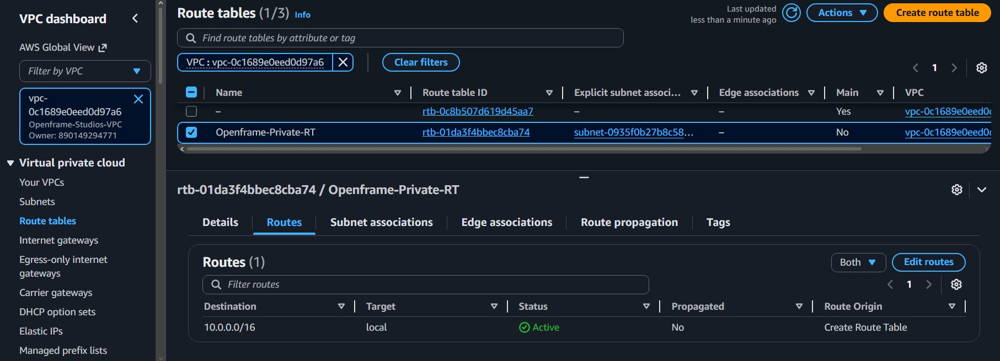 VPC dashboard
AWS Global View
Filter by VPC
vpc-
0c1689e0eed0d97a6
Openframe-Studios-VPC
Owner: 890149294771
Virtual private cloud
Your VPCs
Subnets
Route tables
Internet gateways
Egress-only internet
gateways
Carrier gateways
DHCP option sets
Elastic IPs
Managed prefix lists
Route tables (1/3) Info
Last updated
less than a minute ago
Actions
Create route table
Find route tables by attribute or tag
VPC : vpc-0c1689e0eed0d97a6
Clear filters
1
Name Route table ID Explicit subnet associ... Edge associations Main VPC
– rtb-0c8b507d619d45aa7 – – Yes vpc-0c1689e0eed0
Openframe-Private-RT rtb-01da3f4bbec8cba74 subnet-0935f0b27b8c58... – No vpc-0c1689e0eed0
rtb-01da3f4bbec8cba74 / Openframe-Private-RT
Details Routes Subnet associations Edge associations Route propagation Tags
Routes (1)
Both
Edit routes
Filter routes
1
Destination Target Status Propagated Route Origin
10.0.0.0/16 local Active No Create Route Table